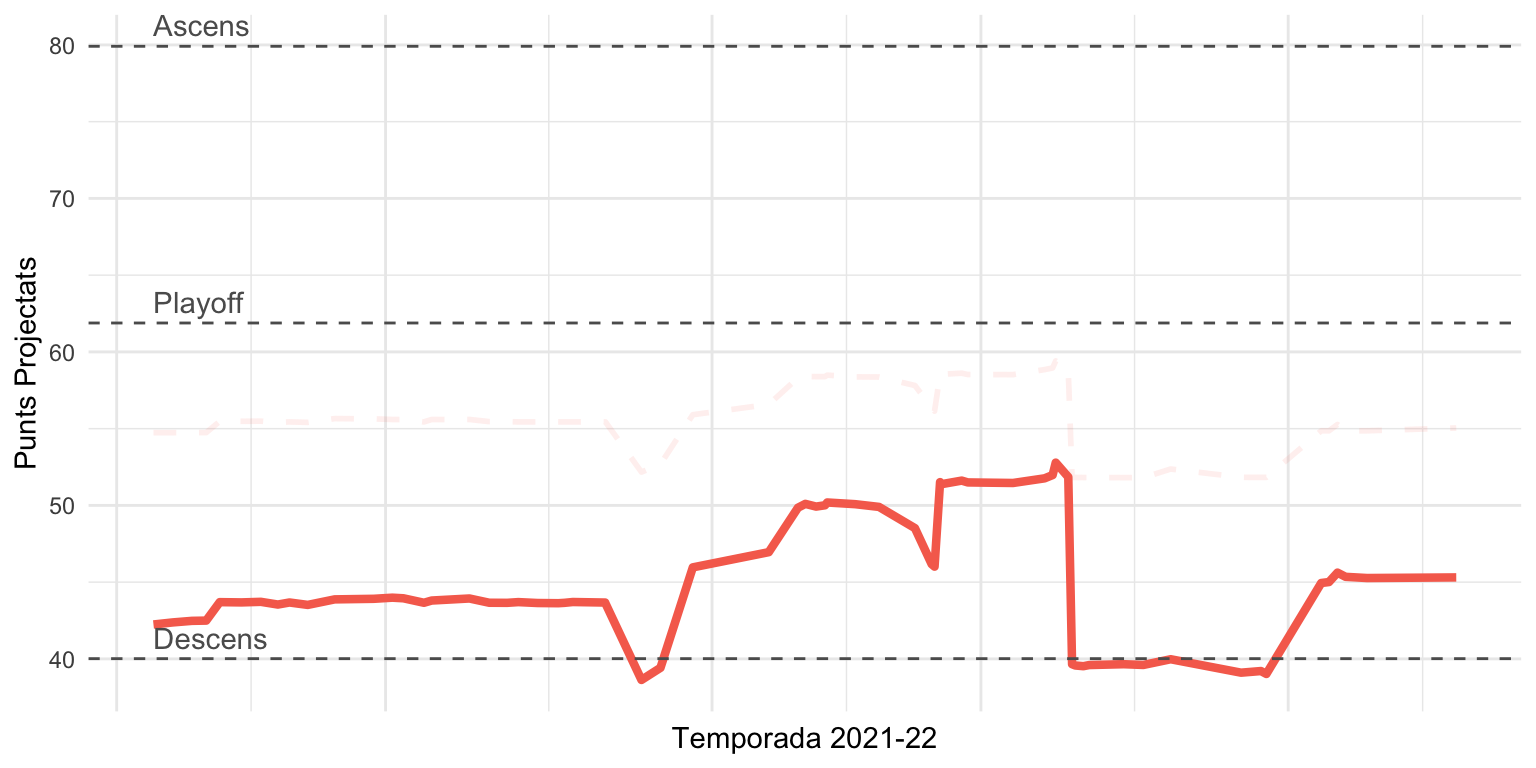 Ascens
80
70
Playoff
60
50
Descens
40
Punts Projectats
Temporada 2021-22